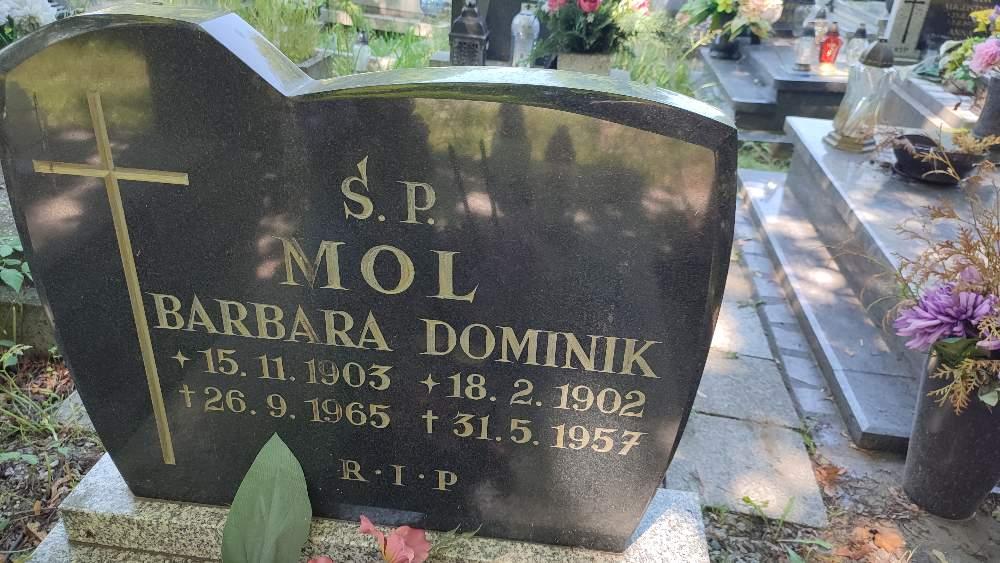 Ś. P.
MOL
BARBARA DOMINIK
✦ 15. 11. 1903 ✦ 18. 2. 1902
† 26. 9. 1965 † 31. 5. 1957
R · I · P